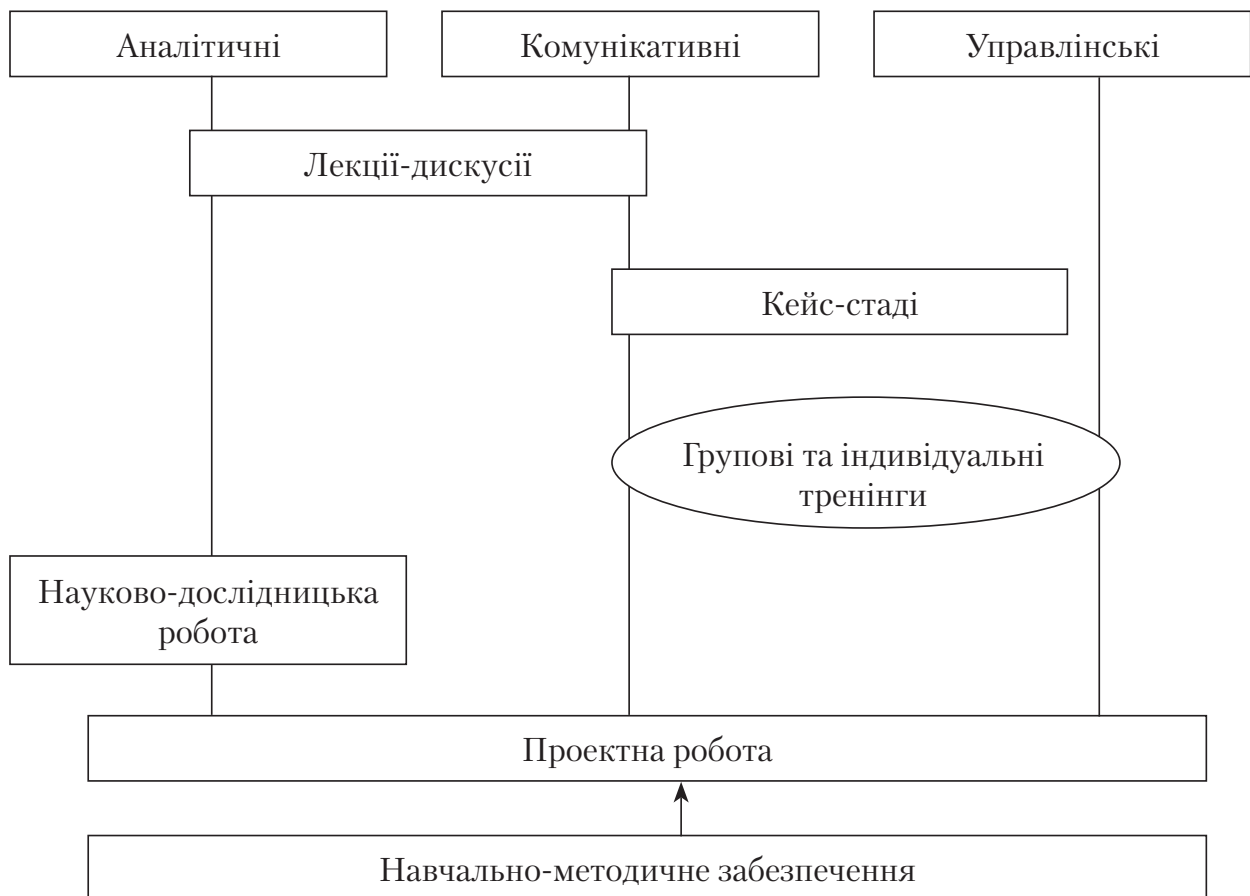 Аналітичні
Комунікативні
Управлінські
Лекції-дискусії
Кейс-стаді
Групові та індивідуальні
тренінги
Науково-дослідницька
робота
Проектна робота
Навчально-методичне забезпечення